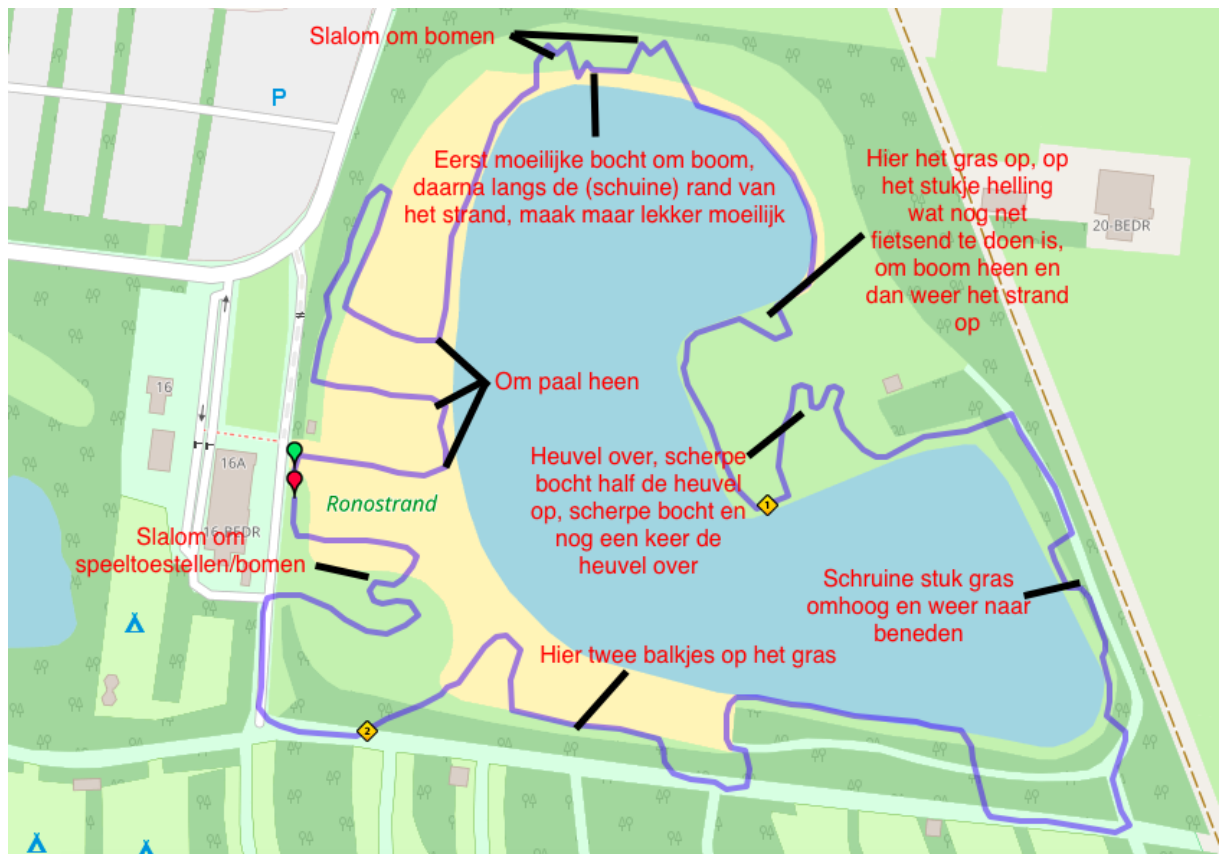 Slalom om bomen
P
Eerst moeilijke bocht om boom,
daarna langs de (schuine) rand van
het strand, maak maar lekker moeilijk
Hier het gras op, op
het stukje helling
wat nog net
fietsend te doen is,
om boom heen en
dan weer het strand
op
20-BEDR
16
Om paal heen
16A
Ronostrand
16-BEDR
Heuvel over, scherpe
bocht half de heuvel
op, scherpe bocht en
nog een keer de
heuvel over
1
Slalom om
speeltoestellen/bomen
Schruine stuk gras
omhoog en weer naar
beneden
Hier twee balkjes op het gras
2